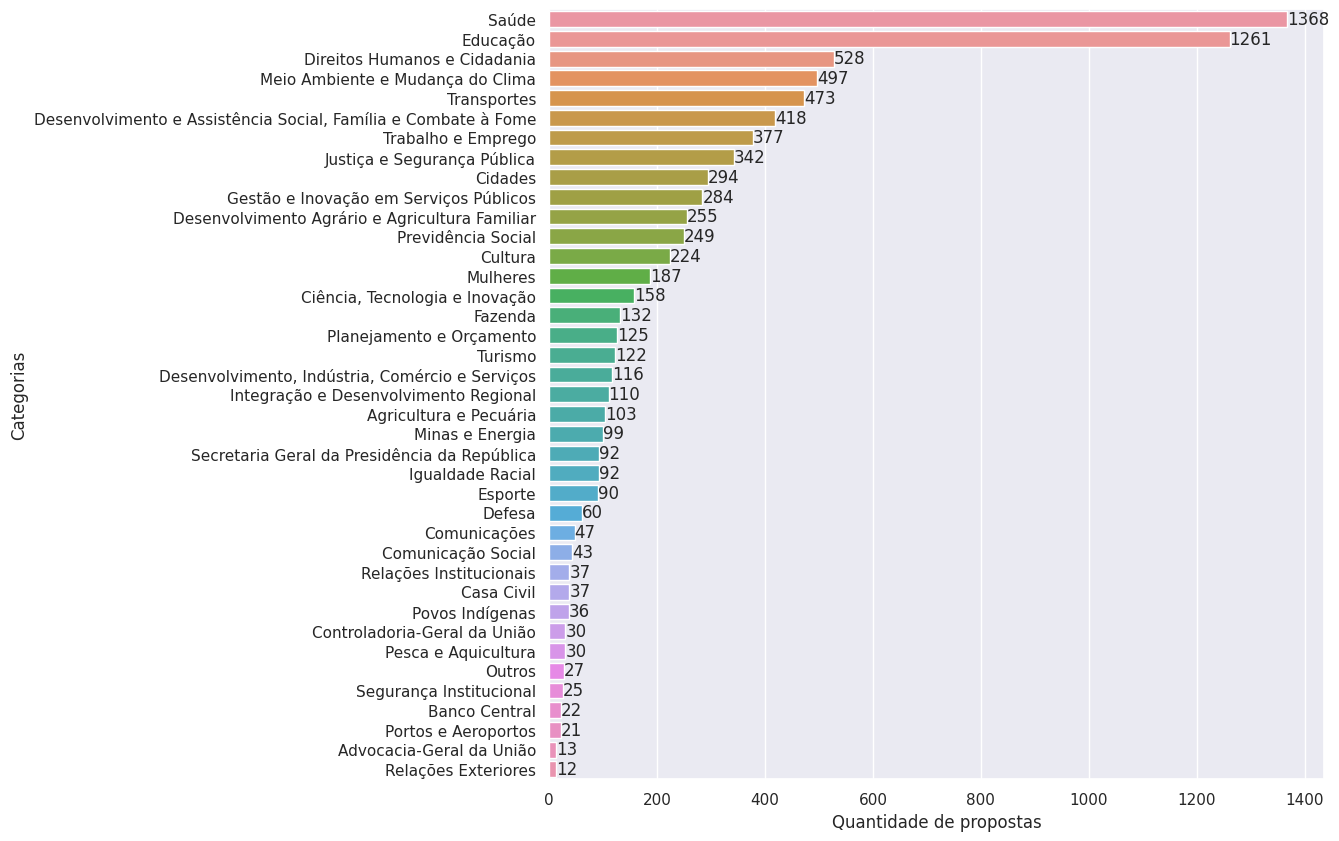 Saúde 1368
Educação 1261
Direitos Humanos e Cidadania 528
Meio Ambiente e Mudança do Clima 497
Transportes 473
Desenvolvimento e Assistência Social, Família e Combate à Fome 418
Trabalho e Emprego 377
Justiça e Segurança Pública 342
Cidades 294
Gestão e Inovação em Serviços Públicos 284
Desenvolvimento Agrário e Agricultura Familiar 255
Previdência Social 249
Cultura 224
Mulheres 187
Ciência, Tecnologia e Inovação 158
Fazenda 132
Planejamento e Orçamento 125
Turismo 122
Desenvolvimento, Indústria, Comércio e Serviços 116
Integração e Desenvolvimento Regional 110
Agricultura e Pecuária 103
Minas e Energia 99
Secretaria Geral da Presidência da República 92
Igualdade Racial 92
Esporte 90
Defesa 60
Comunicações 47
Comunicação Social 43
Relações Institucionais 37
Casa Civil 37
Povos Indígenas 36
Controladoria-Geral da União 30
Pesca e Aquicultura 30
Outros 27
Segurança Institucional 25
Banco Central 22
Portos e Aeroportos 21
Advocacia-Geral da União 13
Relações Exteriores 12
Categorias
0 200 400 600 800 1000 1200 1400
Quantidade de propostas